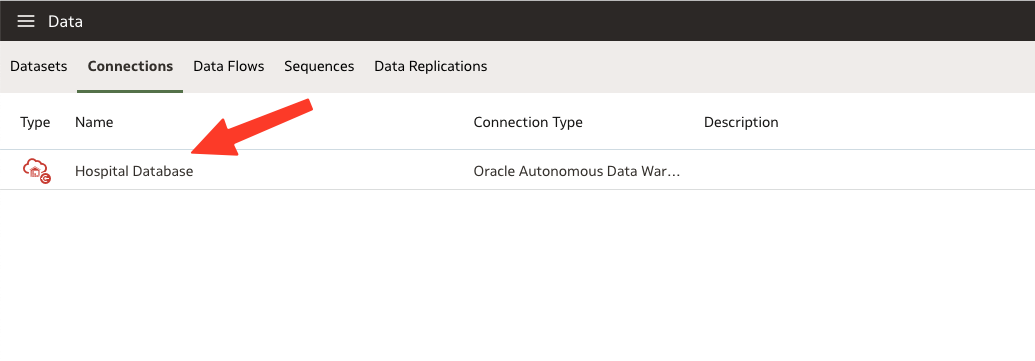 Data
Datasets Connections Data Flows Sequences Data Replications
Type Name Connection Type Description
Hospital Database Oracle Autonomous Data War...